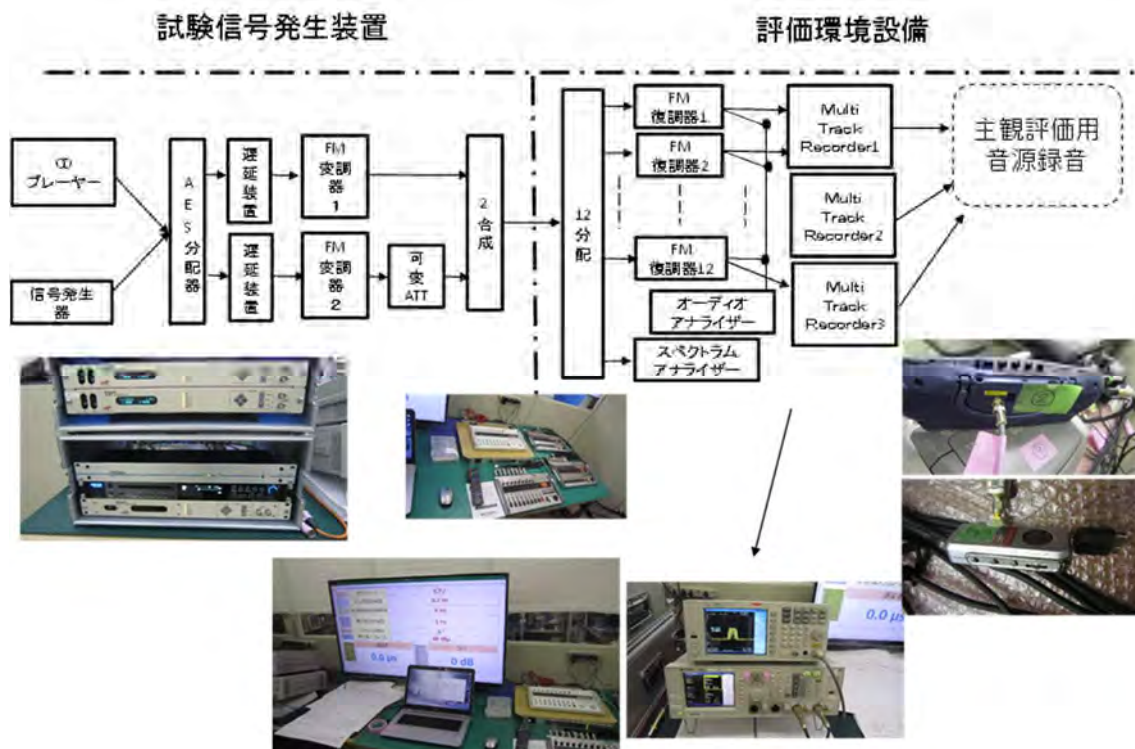 試験信号発生装置
評価環境設備
プレーヤー
信号発生
器
AES分配器
遅延装置
遅延装置
FM
変調
器
1
FM
変調
器
2
可
変
ATT
2合成
12分配
FM
復調器1
FM
復調器2
FM
復調器12
オーディオ
アナライザー
スペクトラム
アナライザー
Multi
Track
Recorder1
Multi
Track
Recorder2
Multi
Track
Recorder3
主観評価用
音源録音
0.0 μs
0 dB
0.0 μs